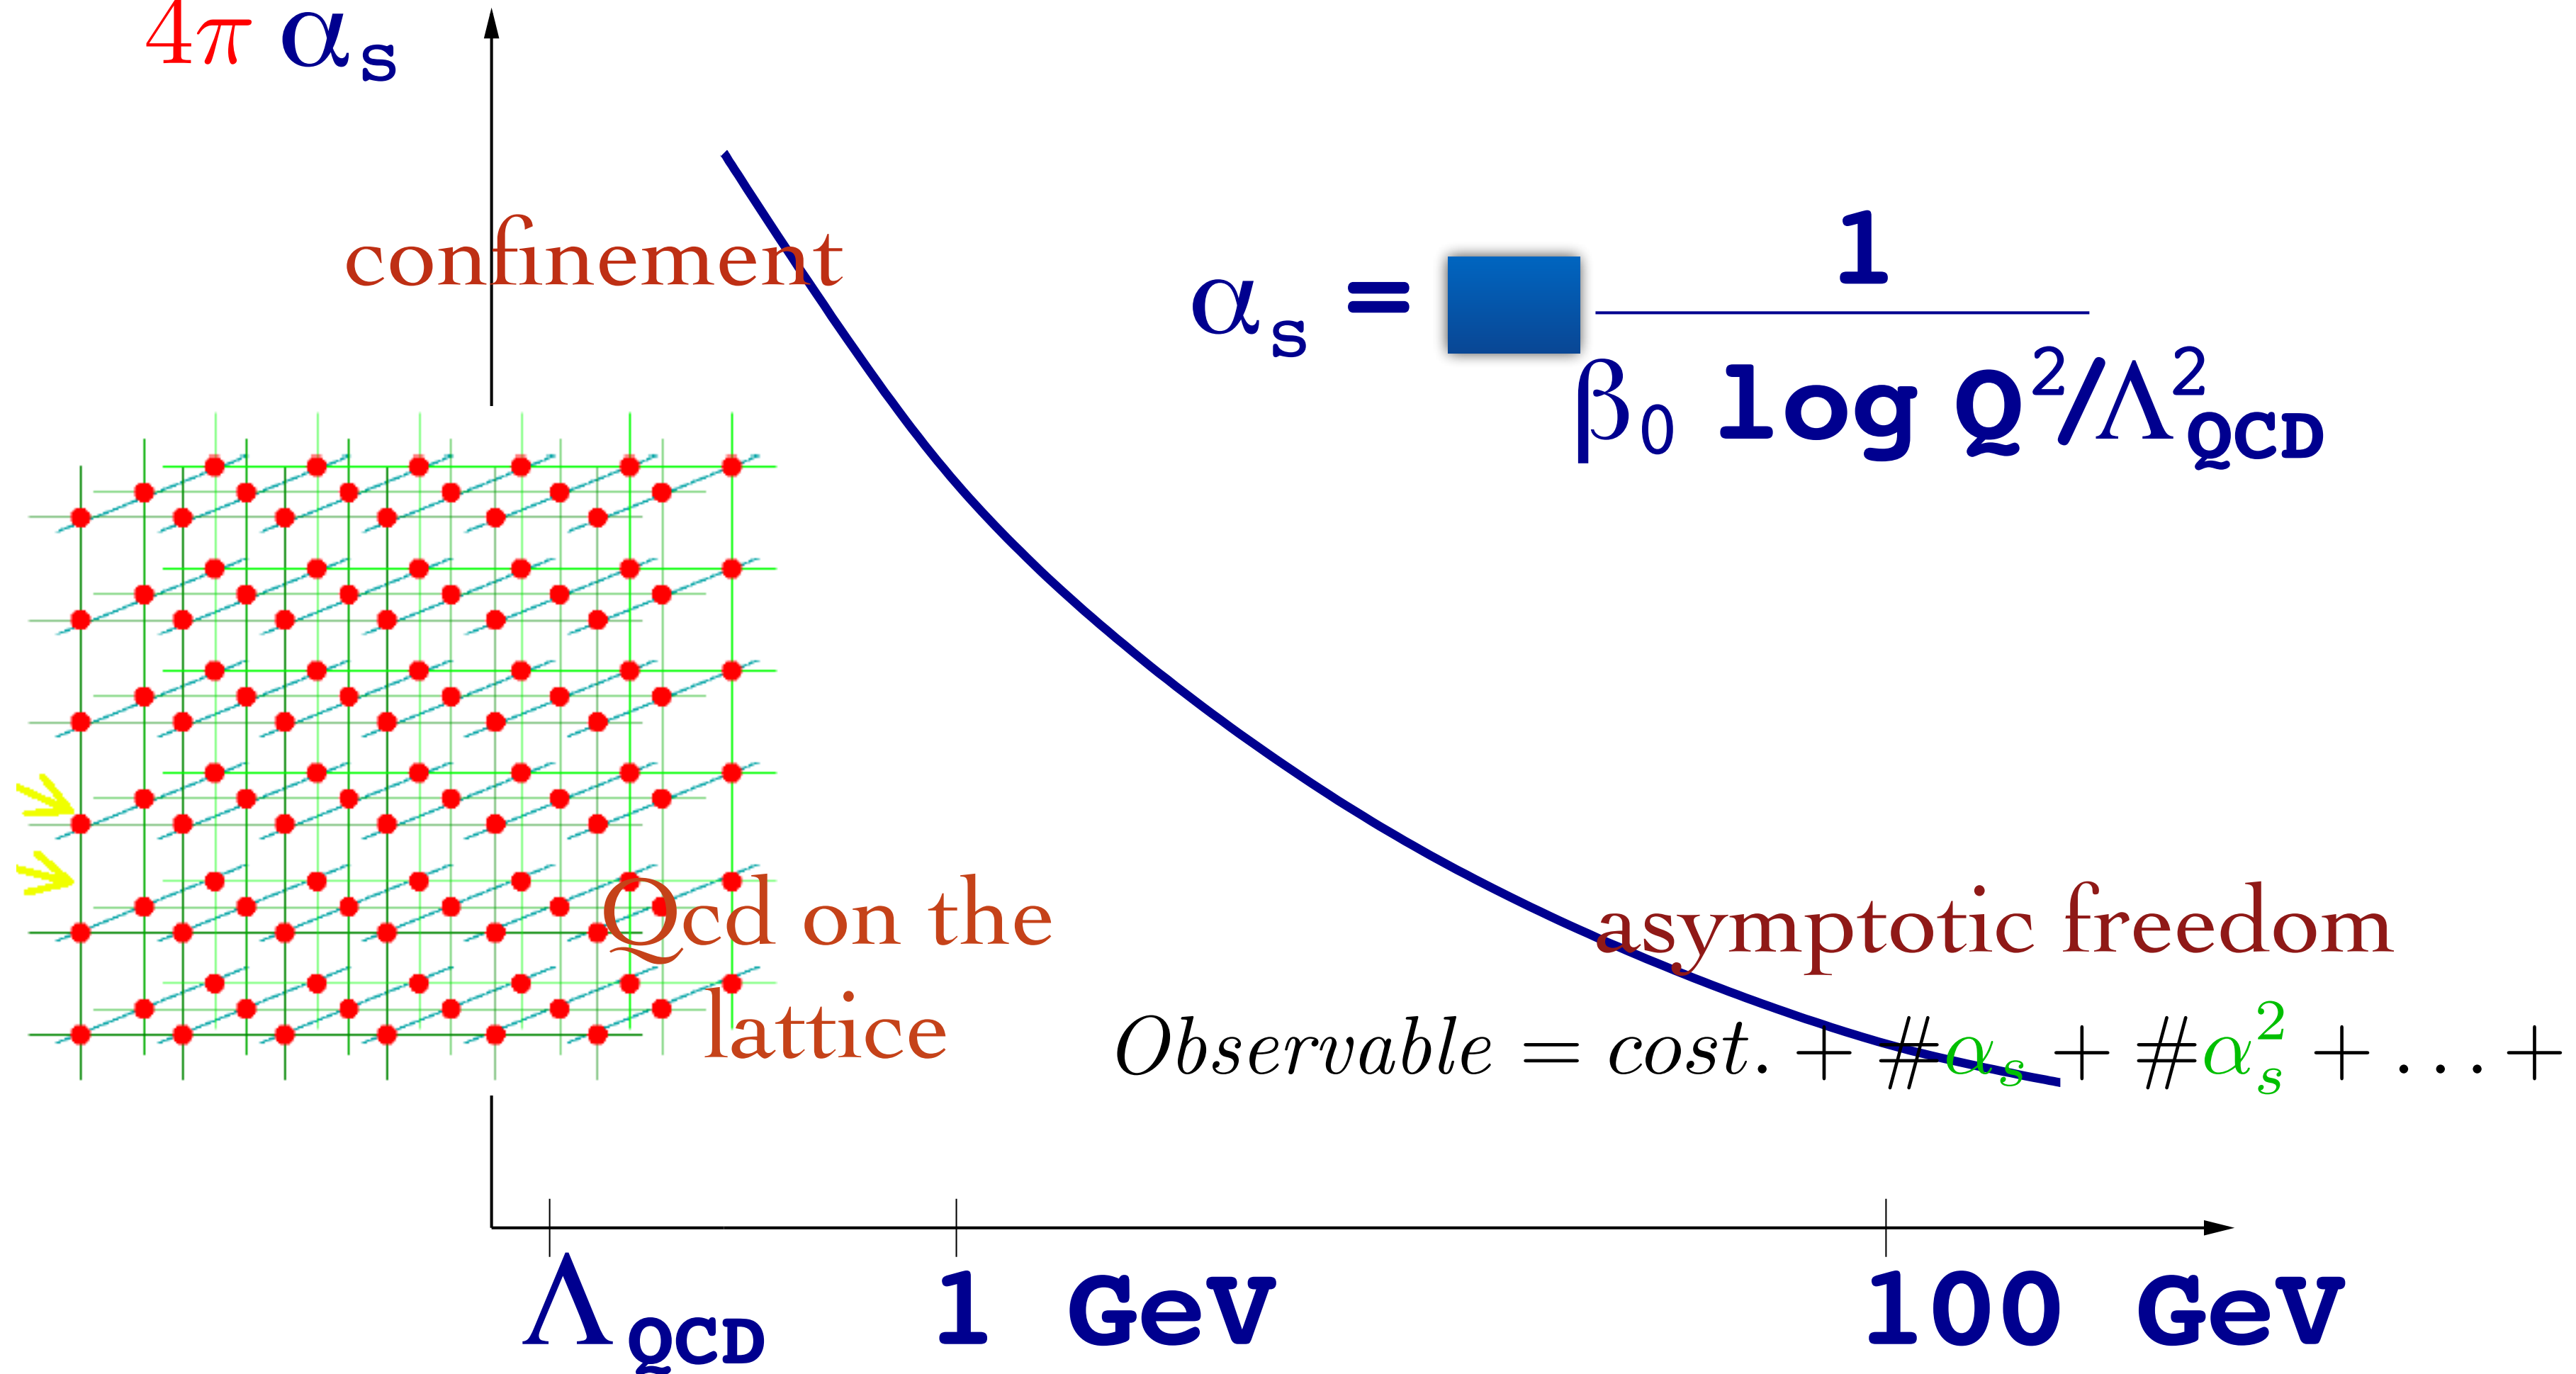 4π αs
confinement
αs = 1
β0 log Q²/Λ²QCD
Qcd on the
lattice
asymptotic freedom
Observable = cost. + #αs + #αs² + … +
ΛQCD 1 GeV 100 GeV